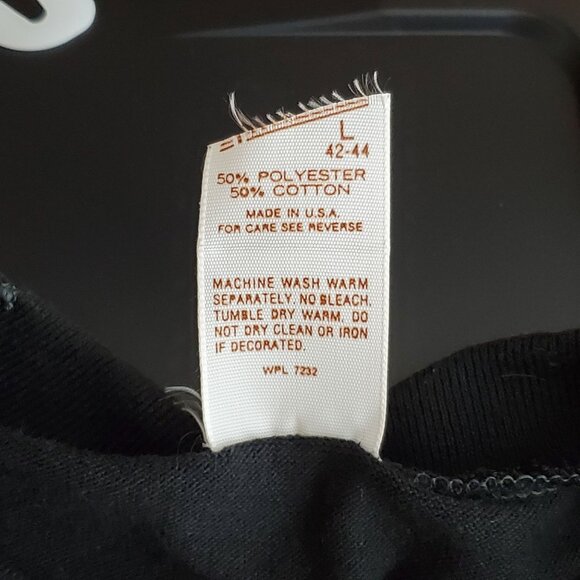 L
42-44
50% POLYESTER
50% COTTON
MADE IN U.S.A.
FOR CARE SEE REVERSE
MACHINE WASH WARM
SEPARATELY. NO BLEACH.
TUMBLE DRY WARM. DO
NOT DRY CLEAN OR IRON
IF DECORATED.
WPL 7232